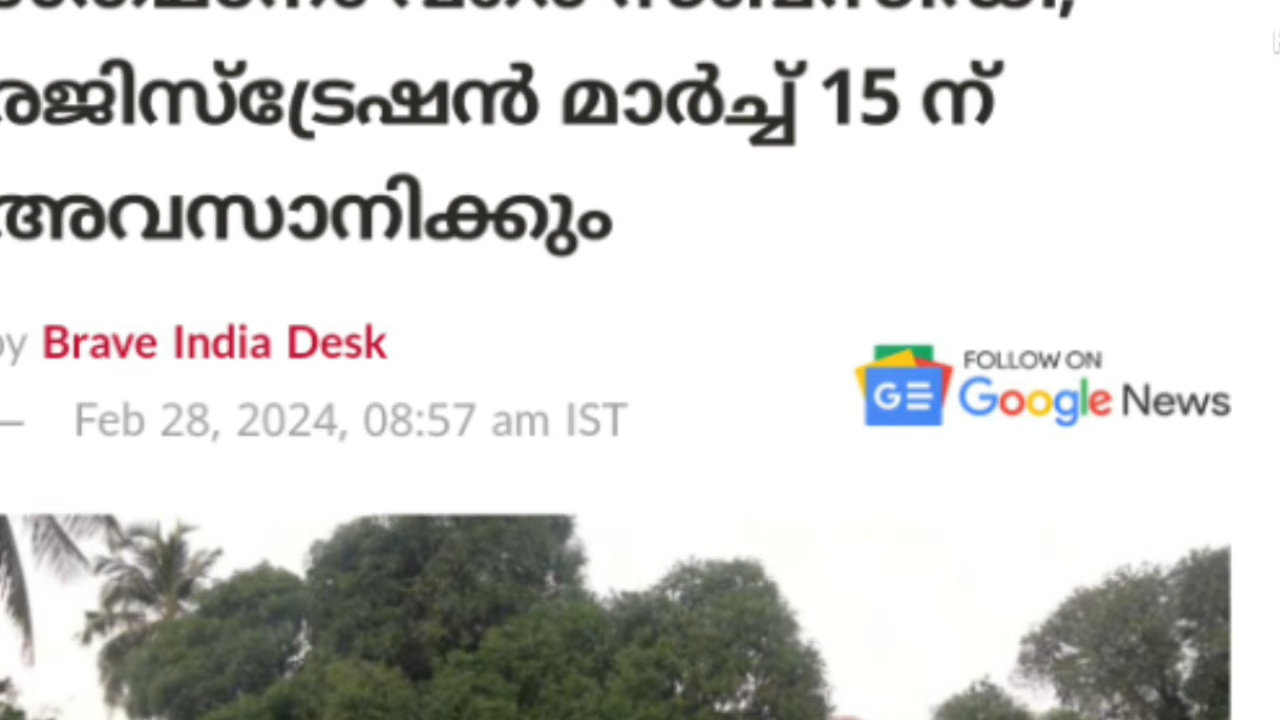 രജിസ്ട്രേഷൻ മാർച്ച് 15 ന്
അവസാനിക്കും
by Brave India Desk
— Feb 28, 2024, 08:57 am IST
FOLLOW ON
Google News